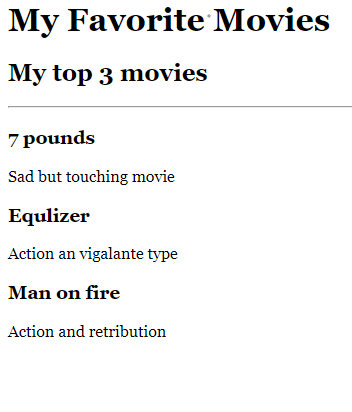 My Favorite Movies
My top 3 movies
7 pounds
Sad but touching movie
Equlizer
Action an vigalante type
Man on fire
Action and retribution